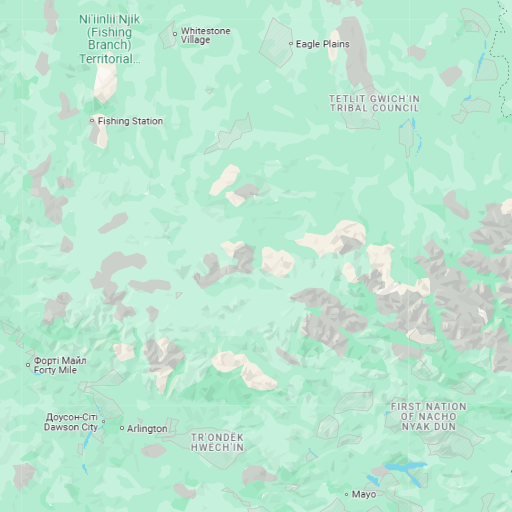 Ni'iinlii Njik
(Fishing
Branch)
Territorial...
Whitestone
Village
Eagle Plains
TETLIT GWICH'IN
TRIBAL COUNCIL
Fishing Station
Форті Майл
Forty Mile
Доусон-Сіті
Dawson City
Arlington
TR'ONDËK
HWËCH'IN
FIRST NATION
OF NACHO
NYAK DUN
Mayo